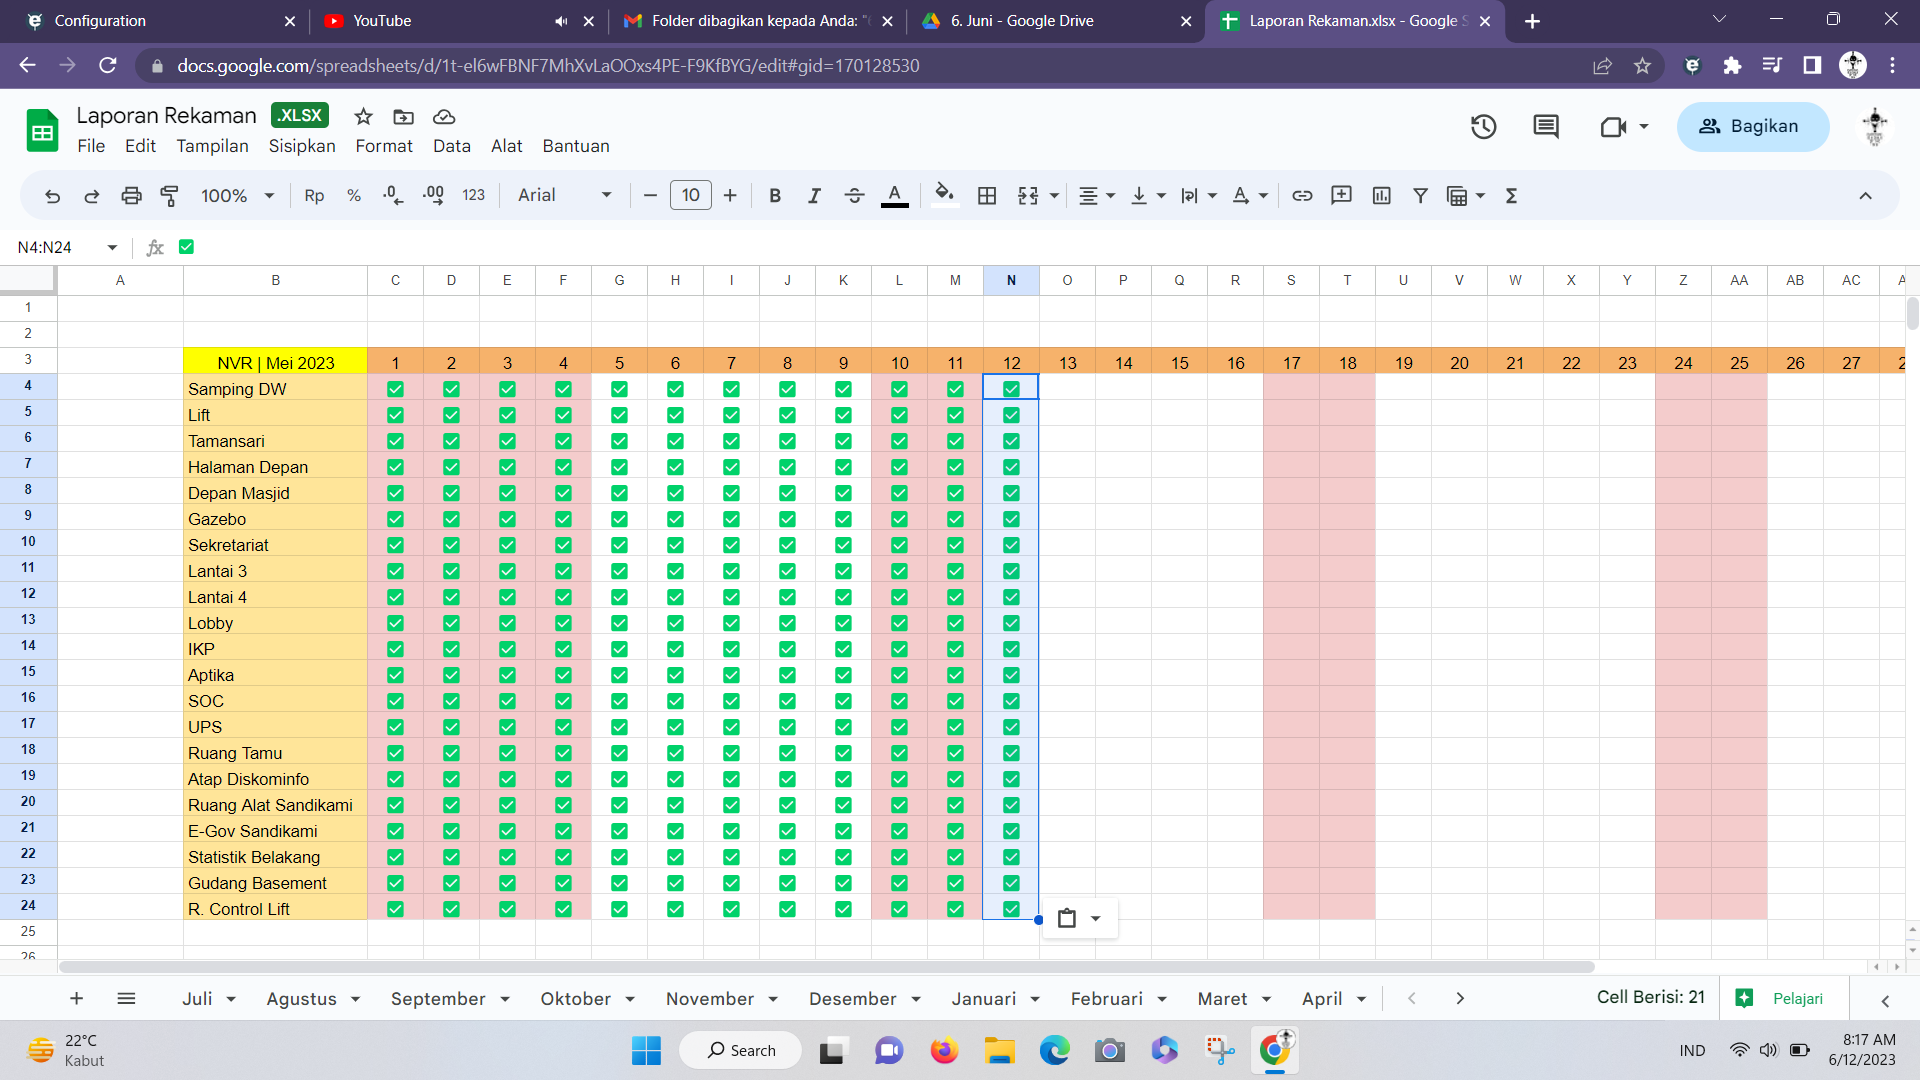 Configuration
YouTube
Folder dibagikan kepada Anda: "6
6. Juni - Google Drive
Laporan Rekaman.xlsx - Google S
docs.google.com/spreadsheets/d/1t-el6wFBNF7MhXvLaOOxs4PE-F9KfBYG/edit#gid=170128530
Laporan Rekaman .XLSX
File Edit Tampilan Sisipkan Format Data Alat Bantuan
Bagikan
100% Rp % .0 .00 123 Arial 10 B I S A Σ
N4:N24 fx ✅
A B C D E F G H I J K L M N O P Q R S T U V W X Y Z AA AB AC A
1
2
3 NVR | Mei 2023 1 2 3 4 5 6 7 8 9 10 11 12 13 14 15 16 17 18 19 20 21 22 23 24 25 26 27 2
4 Samping DW ✅ ✅ ✅ ✅ ✅ ✅ ✅ ✅ ✅ ✅ ✅ ✅
5 Lift ✅ ✅ ✅ ✅ ✅ ✅ ✅ ✅ ✅ ✅ ✅ ✅
6 Tamansari ✅ ✅ ✅ ✅ ✅ ✅ ✅ ✅ ✅ ✅ ✅ ✅
7 Halaman Depan ✅ ✅ ✅ ✅ ✅ ✅ ✅ ✅ ✅ ✅ ✅ ✅
8 Depan Masjid ✅ ✅ ✅ ✅ ✅ ✅ ✅ ✅ ✅ ✅ ✅ ✅
9 Gazebo ✅ ✅ ✅ ✅ ✅ ✅ ✅ ✅ ✅ ✅ ✅ ✅
10 Sekretariat ✅ ✅ ✅ ✅ ✅ ✅ ✅ ✅ ✅ ✅ ✅ ✅
11 Lantai 3 ✅ ✅ ✅ ✅ ✅ ✅ ✅ ✅ ✅ ✅ ✅ ✅
12 Lantai 4 ✅ ✅ ✅ ✅ ✅ ✅ ✅ ✅ ✅ ✅ ✅ ✅
13 Lobby ✅ ✅ ✅ ✅ ✅ ✅ ✅ ✅ ✅ ✅ ✅ ✅
14 IKP ✅ ✅ ✅ ✅ ✅ ✅ ✅ ✅ ✅ ✅ ✅ ✅
15 Aptika ✅ ✅ ✅ ✅ ✅ ✅ ✅ ✅ ✅ ✅ ✅ ✅
16 SOC ✅ ✅ ✅ ✅ ✅ ✅ ✅ ✅ ✅ ✅ ✅ ✅
17 UPS ✅ ✅ ✅ ✅ ✅ ✅ ✅ ✅ ✅ ✅ ✅ ✅
18 Ruang Tamu ✅ ✅ ✅ ✅ ✅ ✅ ✅ ✅ ✅ ✅ ✅ ✅
19 Atap Diskominfo ✅ ✅ ✅ ✅ ✅ ✅ ✅ ✅ ✅ ✅ ✅ ✅
20 Ruang Alat Sandikami ✅ ✅ ✅ ✅ ✅ ✅ ✅ ✅ ✅ ✅ ✅ ✅
21 E-Gov Sandikami ✅ ✅ ✅ ✅ ✅ ✅ ✅ ✅ ✅ ✅ ✅ ✅
22 Statistik Belakang ✅ ✅ ✅ ✅ ✅ ✅ ✅ ✅ ✅ ✅ ✅ ✅
23 Gudang Basement ✅ ✅ ✅ ✅ ✅ ✅ ✅ ✅ ✅ ✅ ✅ ✅
24 R. Control Lift ✅ ✅ ✅ ✅ ✅ ✅ ✅ ✅ ✅ ✅ ✅ ✅
25
26
Juli Agustus September Oktober November Desember Januari Februari Maret April Cell Berisi: 21 Pelajari
22°C
Kabut
Search
IND
8:17 AM
6/12/2023